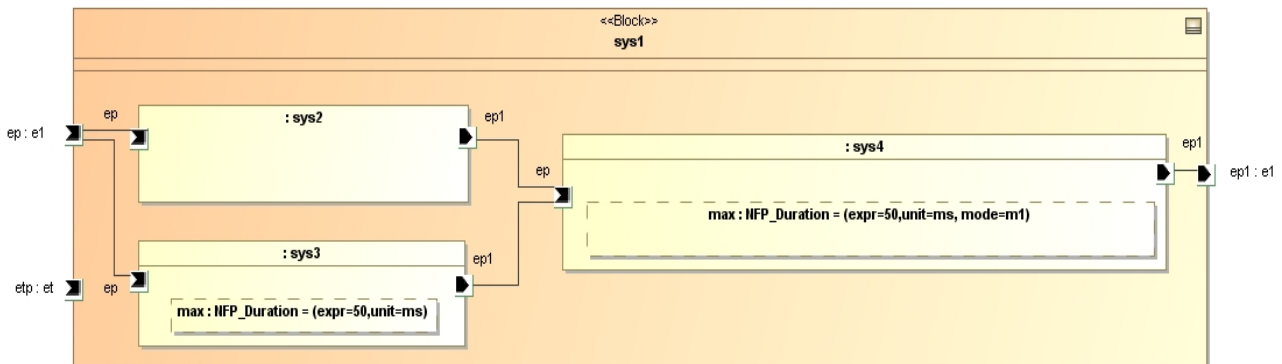 <<Block>>
sys1
ep : e1
ep
: sys2
ep1
ep
: sys4
ep1
ep1 : e1
max : NFP_Duration = (expr=50,unit=ms, mode=m1)
: sys3
ep1
etp : et
ep
max : NFP_Duration = (expr=50,unit=ms)